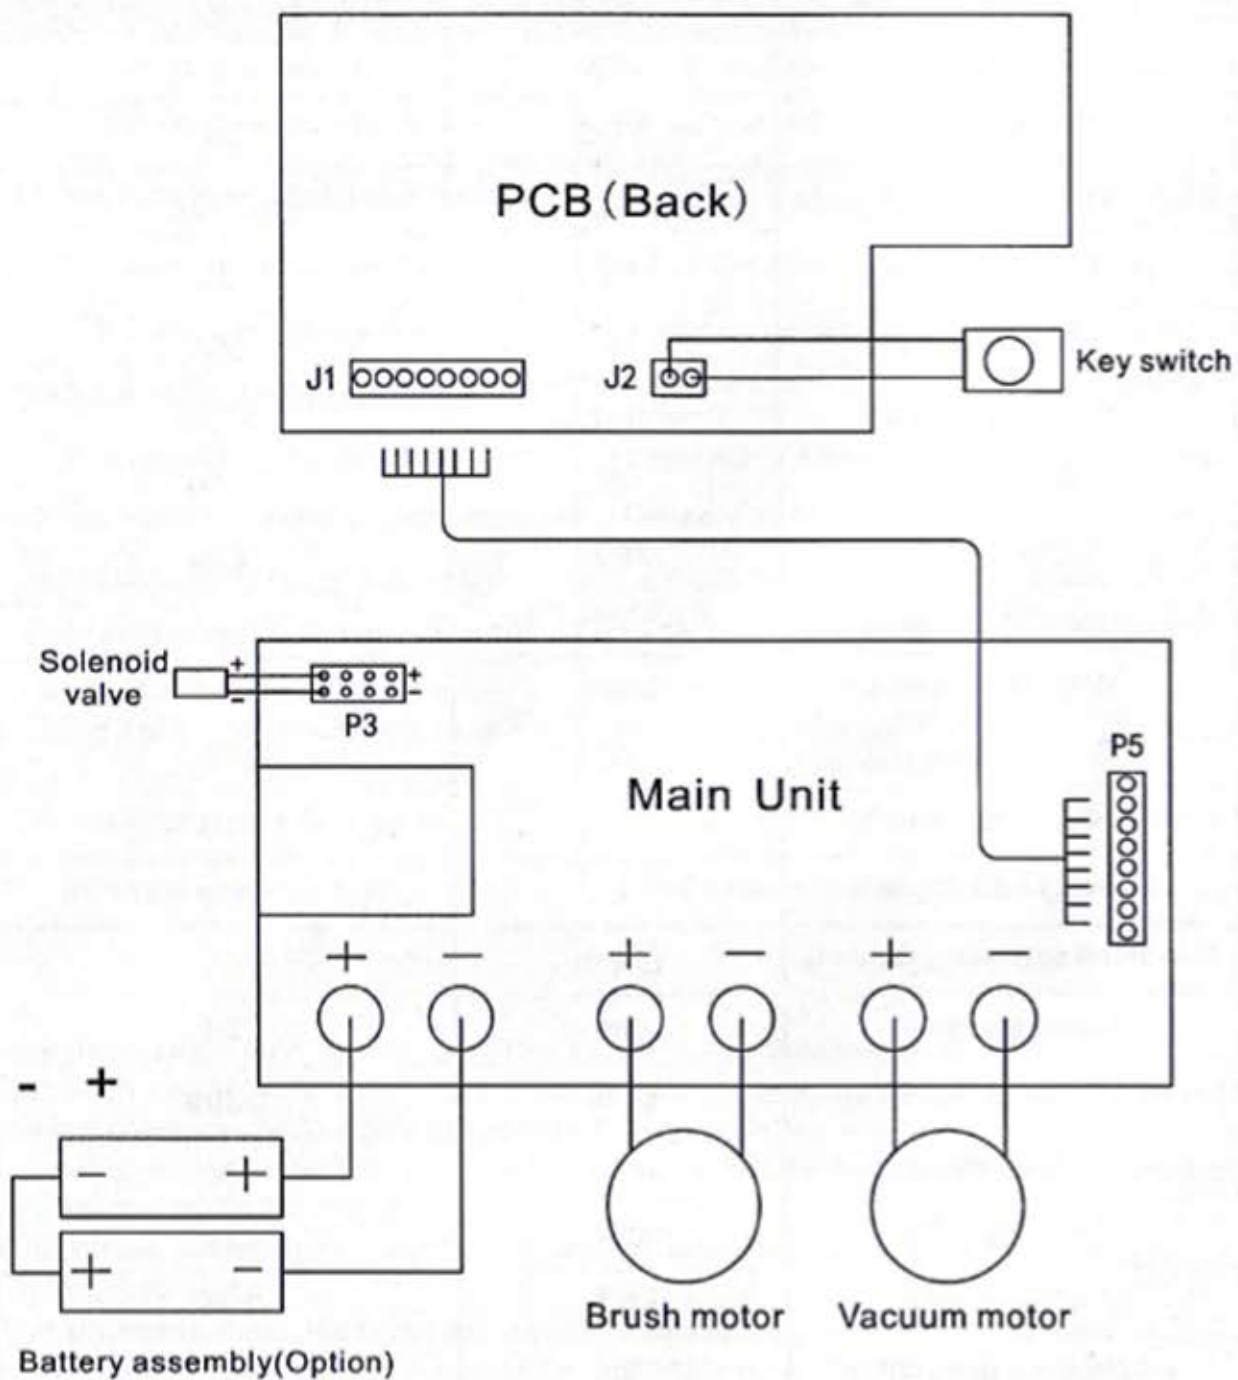 PCB(Back)
J1
J2
Key switch
Solenoid
valve
+
-
+
-
P3
P5
Main Unit
+ − + − + −
- +
− +
+ −
Brush motor
Vacuum motor
Battery assembly(Option)